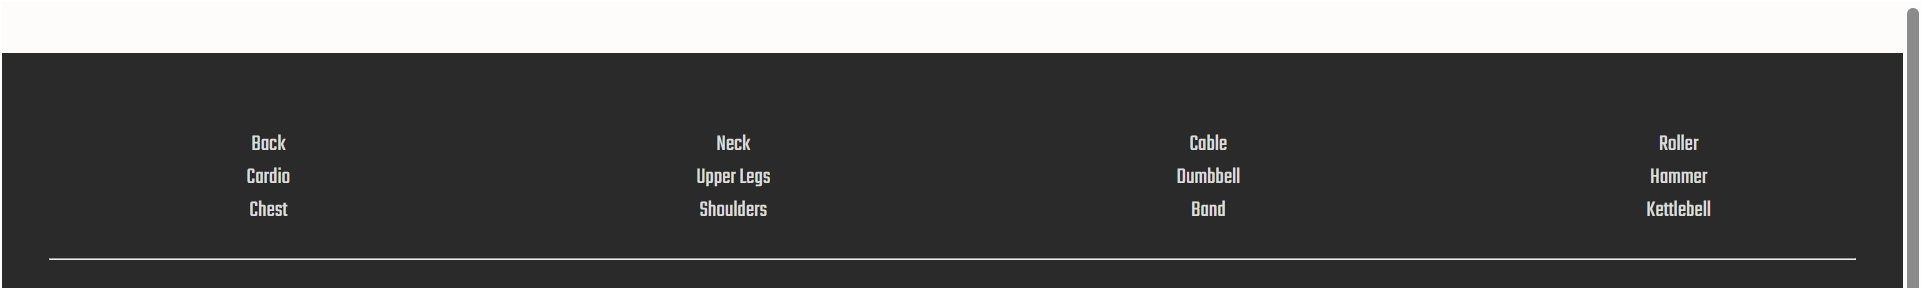 Back
Cardio
Chest
Neck
Upper Legs
Shoulders
Cable
Dumbbell
Band
Roller
Hammer
Kettlebell